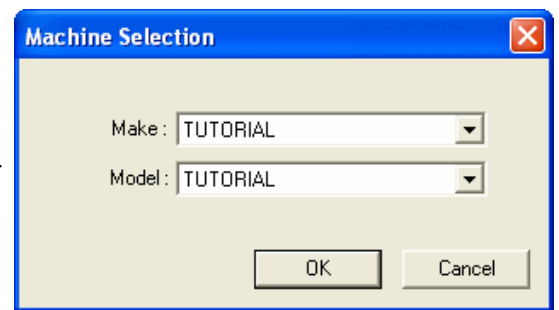 Machine Selection
Make : TUTORIAL
Model : TUTORIAL
OK Cancel